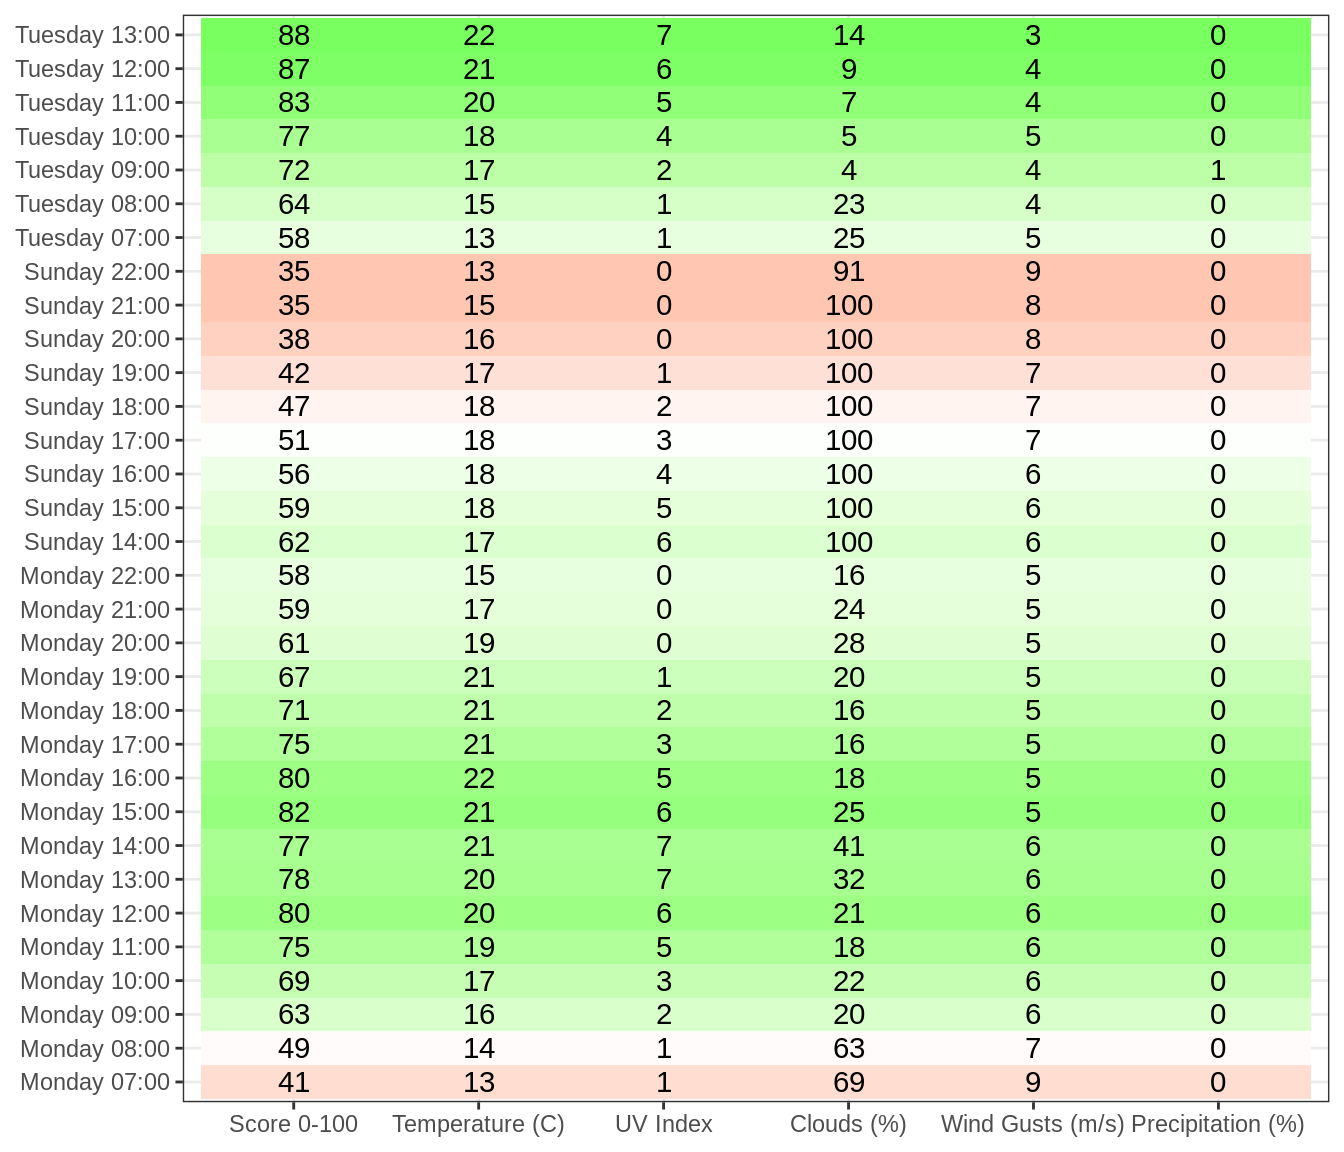 Tuesday 13:00 88 22 7 14 3 0
Tuesday 12:00 87 21 6 9 4 0
Tuesday 11:00 83 20 5 7 4 0
Tuesday 10:00 77 18 4 5 5 0
Tuesday 09:00 72 17 2 4 4 1
Tuesday 08:00 64 15 1 23 4 0
Tuesday 07:00 58 13 1 25 5 0
Sunday 22:00 35 13 0 91 9 0
Sunday 21:00 35 15 0 100 8 0
Sunday 20:00 38 16 0 100 8 0
Sunday 19:00 42 17 1 100 7 0
Sunday 18:00 47 18 2 100 7 0
Sunday 17:00 51 18 3 100 7 0
Sunday 16:00 56 18 4 100 6 0
Sunday 15:00 59 18 5 100 6 0
Sunday 14:00 62 17 6 100 6 0
Monday 22:00 58 15 0 16 5 0
Monday 21:00 59 17 0 24 5 0
Monday 20:00 61 19 0 28 5 0
Monday 19:00 67 21 1 20 5 0
Monday 18:00 71 21 2 16 5 0
Monday 17:00 75 21 3 16 5 0
Monday 16:00 80 22 5 18 5 0
Monday 15:00 82 21 6 25 5 0
Monday 14:00 77 21 7 41 6 0
Monday 13:00 78 20 7 32 6 0
Monday 12:00 80 20 6 21 6 0
Monday 11:00 75 19 5 18 6 0
Monday 10:00 69 17 3 22 6 0
Monday 09:00 63 16 2 20 6 0
Monday 08:00 49 14 1 63 7 0
Monday 07:00 41 13 1 69 9 0
Score 0-100 Temperature (C) UV Index Clouds (%) Wind Gusts (m/s) Precipitation (%)